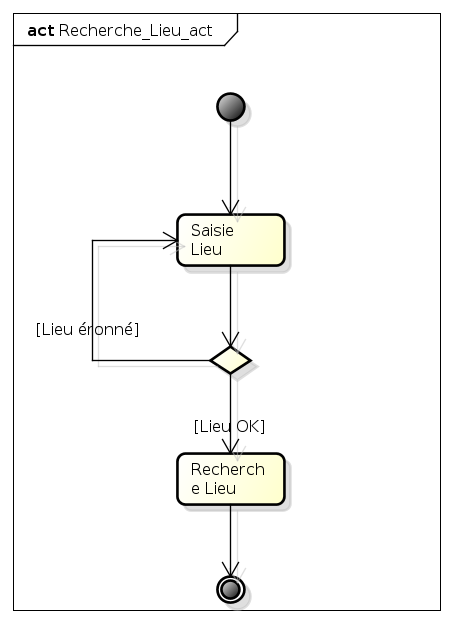 act Recherche_Lieu_act
Saisie
Lieu
[Lieu éronné]
[Lieu OK]
Recherch
e Lieu